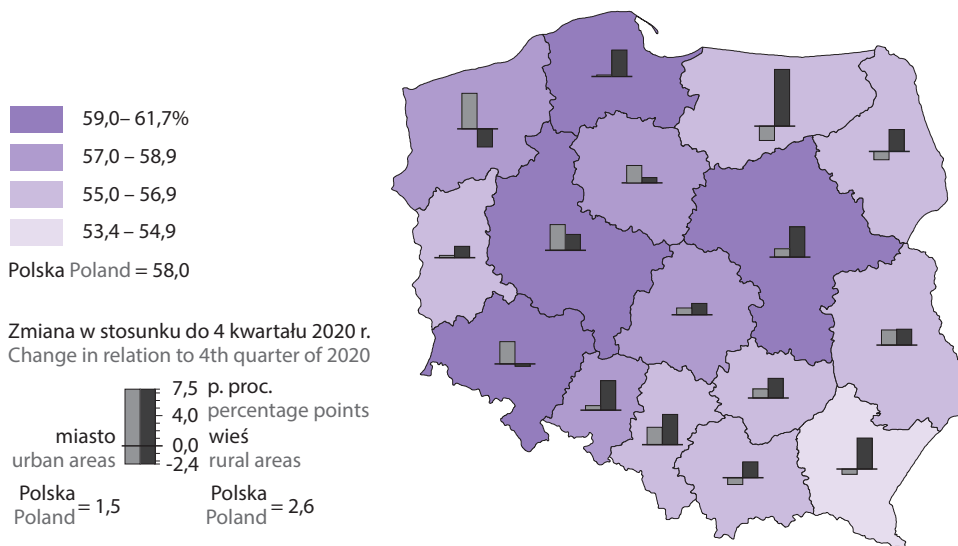 59,0– 61,7%
57,0 – 58,9
55,0 – 56,9
53,4 – 54,9
Polska Poland = 58,0
Zmiana w stosunku do 4 kwartału 2020 r.
Change in relation to 4th quarter of 2020
7,5 p. proc.
4,0 percentage points
miasto 0,0 wieś
urban areas -2,4 rural areas
Polska Poland = 1,5
Polska Poland = 2,6